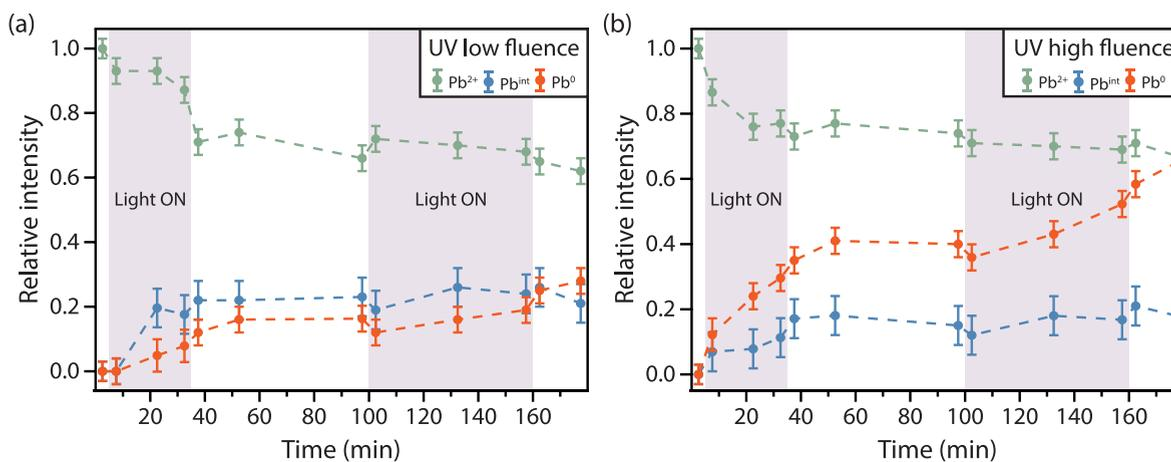 (a)
UV low fluence
Pb²⁺ Pbⁱⁿᵗ Pb⁰
Light ON
Light ON
Relative intensity
1.0
0.8
0.6
0.4
0.2
0.0
20 40 60 80 100 120 140 160
Time (min)
(b)
UV high fluence
Pb²⁺ Pbⁱⁿᵗ Pb⁰
Light ON
Light ON
Relative intensity
1.0
0.8
0.6
0.4
0.2
0.0
20 40 60 80 100 120 140 160
Time (min)